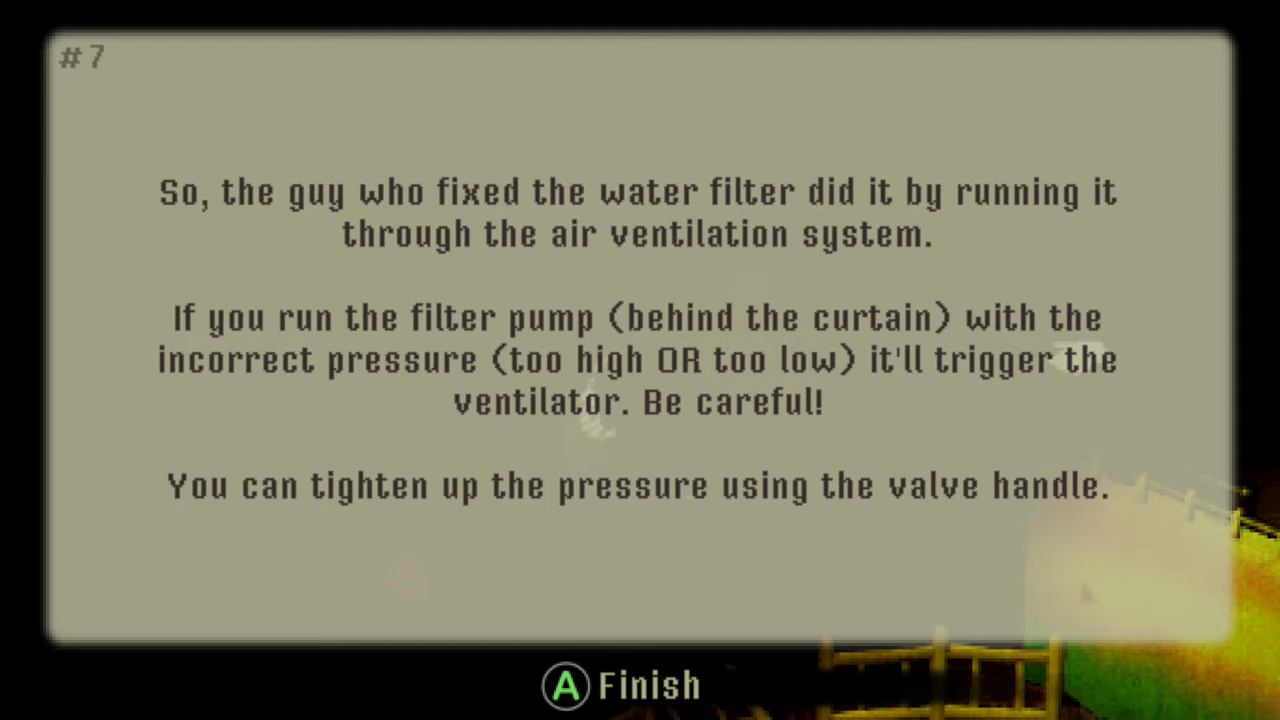 #7
So, the guy who fixed the water filter did it by running it
through the air ventilation system.
If you run the filter pump (behind the curtain) with the
incorrect pressure (too high OR too low) it'll trigger the
ventilator. Be careful!
You can tighten up the pressure using the valve handle.
A Finish